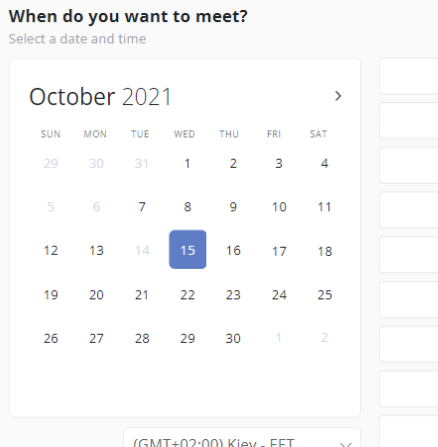 When do you want to meet?
Select a date and time
October 2021
SUN MON TUE WED THU FRI SAT
29 30 31 1 2 3 4
5 6 7 8 9 10 11
12 13 14 15 16 17 18
19 20 21 22 23 24 25
26 27 28 29 30 1 2
(GMT+02:00) Kiev - EET